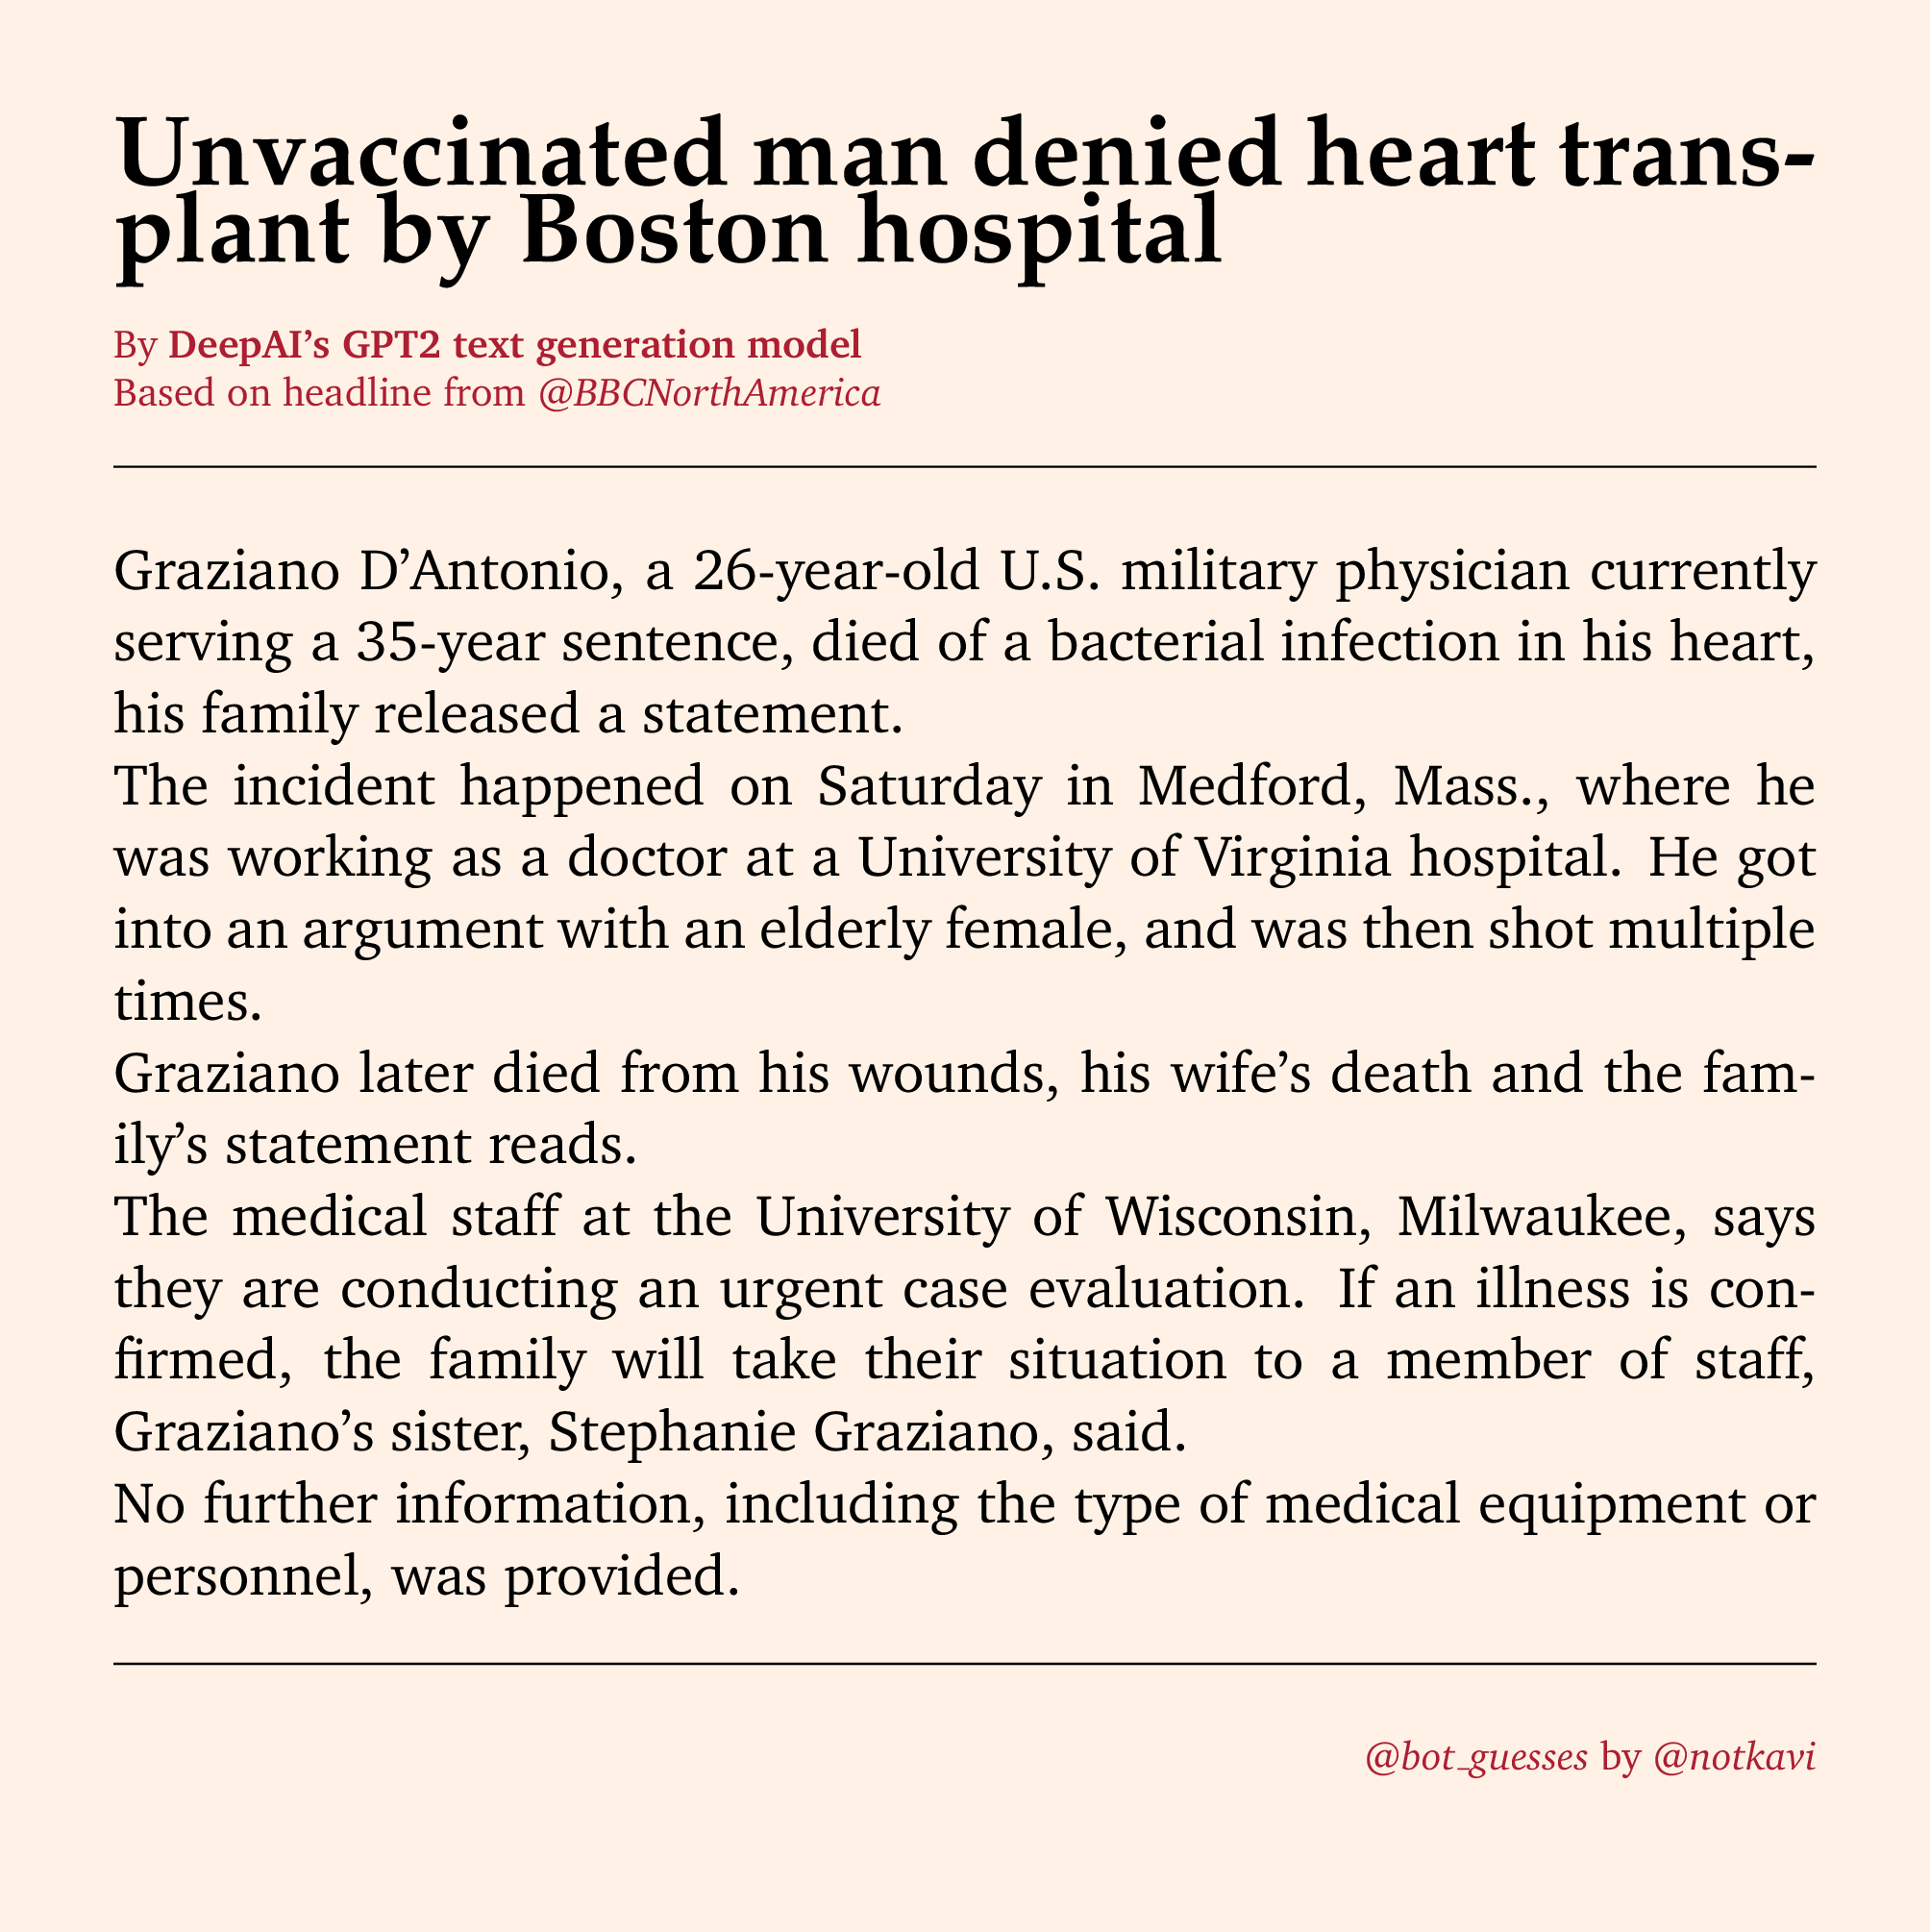 Unvaccinated man denied heart trans-
plant by Boston hospital
By DeepAI’s GPT2 text generation model
Based on headline from @BBCNorthAmerica
Graziano D’Antonio, a 26-year-old U.S. military physician currently
serving a 35-year sentence, died of a bacterial infection in his heart,
his family released a statement.
The incident happened on Saturday in Medford, Mass., where he
was working as a doctor at a University of Virginia hospital. He got
into an argument with an elderly female, and was then shot multiple
times.
Graziano later died from his wounds, his wife’s death and the fam-
ily’s statement reads.
The medical staff at the University of Wisconsin, Milwaukee, says
they are conducting an urgent case evaluation. If an illness is con-
firmed, the family will take their situation to a member of staff,
Graziano’s sister, Stephanie Graziano, said.
No further information, including the type of medical equipment or
personnel, was provided.
@bot_guesses by @notkavi